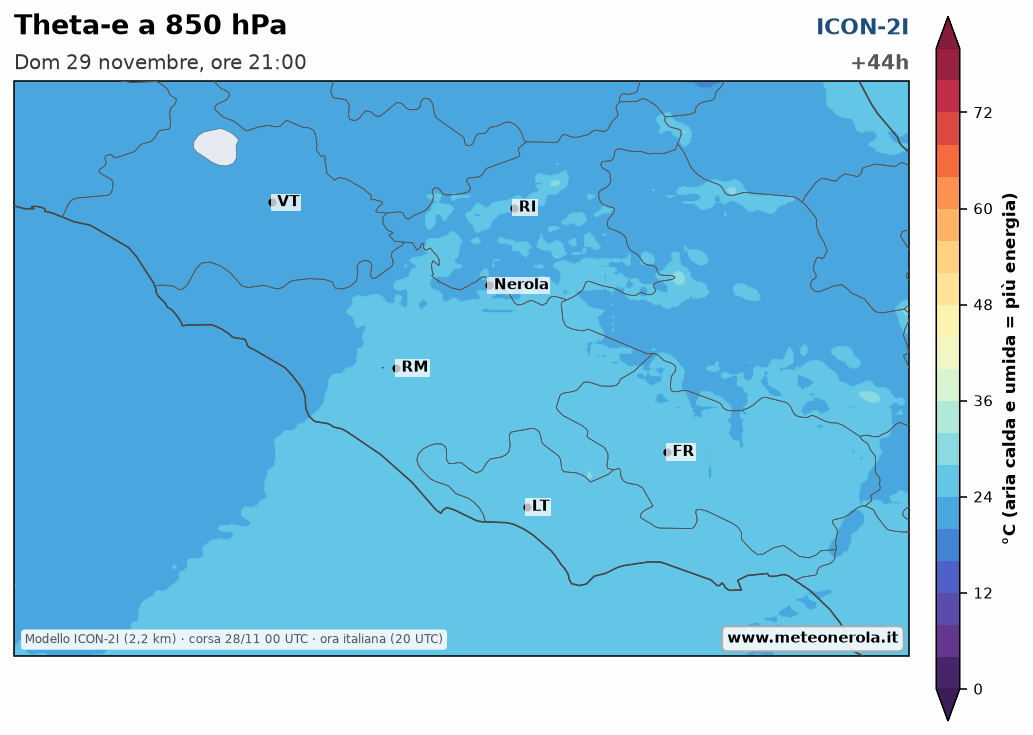 Theta-e a 850 hPa
ICON-2I
Dom 29 novembre, ore 21:00
+44h
VT
RI
Nerola
RM
FR
LT
Modello ICON-2I (2,2 km) · corsa 28/11 00 UTC · ora italiana (20 UTC)
www.meteonerola.it
72
60
48
36
24
12
0
°C (aria calda e umida = più energia)